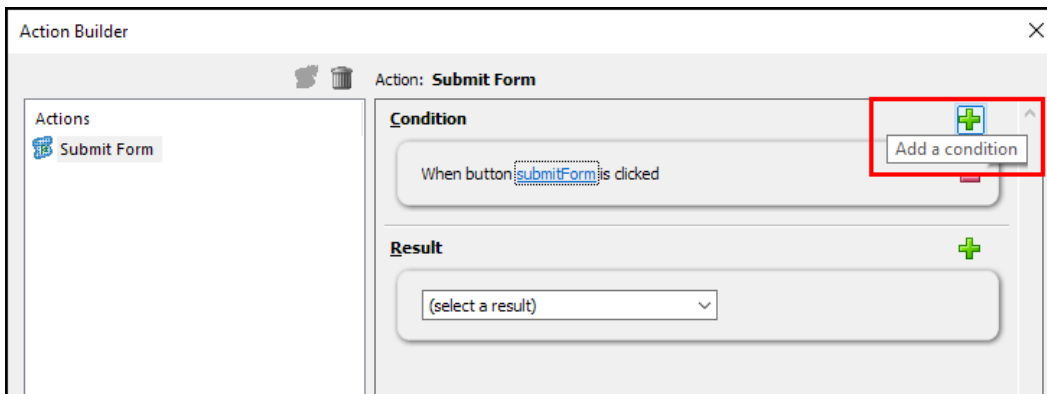 Action Builder
Action: Submit Form
Actions
Submit Form
Condition
Add a condition
When button submitForm is clicked
Result
(select a result)